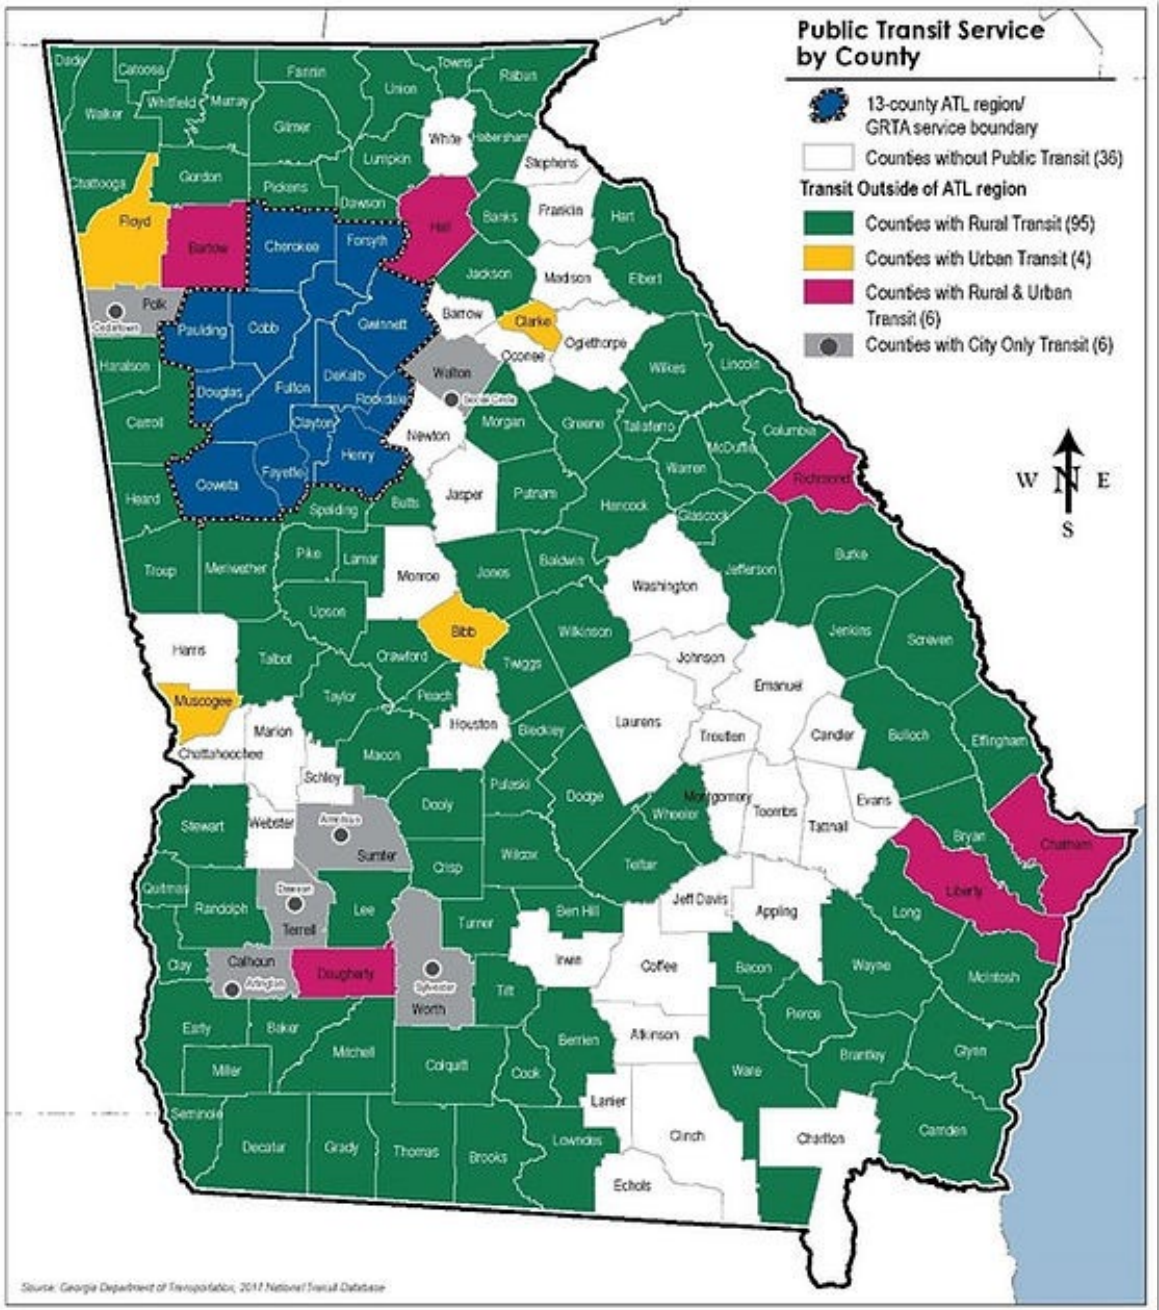 Public Transit Service
by County
13-county ATL region/
GRTA service boundary
Counties without Public Transit (36)
Transit Outside of ATL region
Counties with Rural Transit (95)
Counties with Urban Transit (4)
Counties with Rural & Urban
Transit (6)
Counties with City Only Transit (6)
W N E
S
Dade
Catoosa
Fannin
Towns
Rabun
Union
Walker
Whitfield
Murray
Gilmer
White
Habersham
Lumpkin
Stephens
Chattooga
Gordon
Pickens
Dawson
Floyd
Bartow
Cherokee
Forsyth
Hall
Banks
Franklin
Hart
Jackson
Madison
Elbert
Polk
Cedartown
Paulding
Cobb
Gwinnett
Barrow
Clarke
Oconee
Oglethorpe
Haralson
Douglas
Fulton
DeKalb
Rockdale
Walton
Social Circle
Wilkes
Lincoln
Carroll
Clayton
Newton
Morgan
Greene
Taliaferro
McDuffie
Columbia
Coweta
Fayette
Henry
Warren
Richmond
Heard
Spalding
Butts
Jasper
Putnam
Hancock
Glascock
Troup
Meriwether
Pike
Lamar
Monroe
Jones
Baldwin
Washington
Jefferson
Burke
Upson
Bibb
Wilkinson
Jenkins
Screven
Harris
Talbot
Crawford
Twiggs
Johnson
Emanuel
Muscogee
Taylor
Peach
Houston
Bleckley
Laurens
Treutlen
Candler
Bulloch
Effingham
Chattahoochee
Marion
Macon
Schley
Pulaski
Dodge
Montgomery
Wheeler
Toombs
Evans
Stewart
Webster
Americus
Sumter
Dooly
Tattnall
Bryan
Chatham
Crisp
Wilcox
Telfair
Liberty
Quitman
Randolph
Dawson
Terrell
Lee
Turner
Ben Hill
Jeff Davis
Appling
Long
Clay
Calhoun
Arlington
Dougherty
Sylvester
Worth
Tift
Irwin
Coffee
Bacon
Wayne
McIntosh
Early
Baker
Mitchell
Miller
Colquitt
Cook
Berrien
Atkinson
Pierce
Ware
Brantley
Glynn
Seminole
Decatur
Grady
Thomas
Brooks
Lowndes
Lanier
Clinch
Echols
Charlton
Camden
Source: Georgia Department of Transportation, 2017 National Transit Database